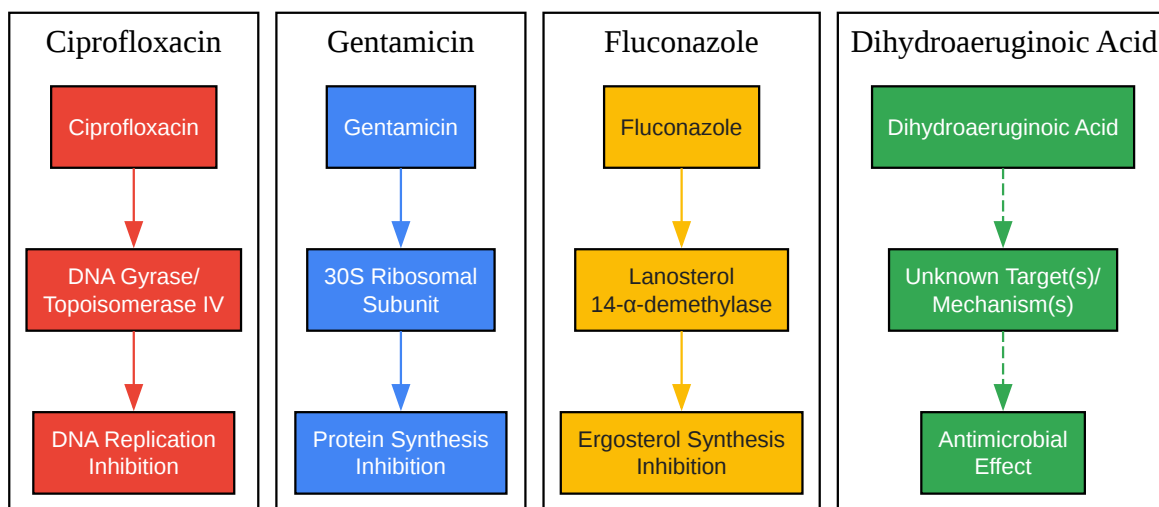 Ciprofloxacin
Gentamicin
Fluconazole
Dihydroaeruginoic Acid
Ciprofloxacin
Gentamicin
Fluconazole
Dihydroaeruginoic Acid
DNA Gyrase/
Topoisomerase IV
30S Ribosomal
Subunit
Lanosterol
14-α-demethylase
Unknown Target(s)/
Mechanism(s)
DNA Replication
Inhibition
Protein Synthesis
Inhibition
Ergosterol Synthesis
Inhibition
Antimicrobial
Effect